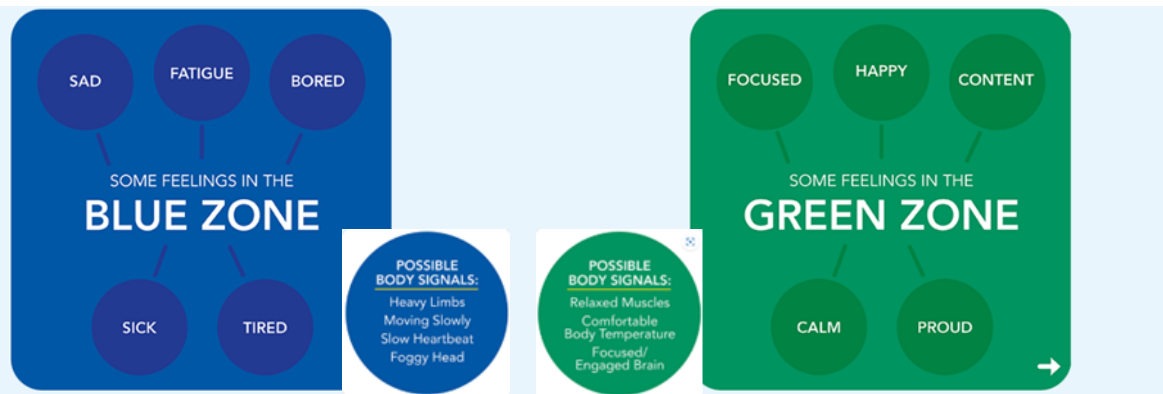 SAD
FATIGUE
BORED
SOME FEELINGS IN THE
BLUE ZONE
SICK
TIRED
POSSIBLE
BODY SIGNALS:
Heavy Limbs
Moving Slowly
Slow Heartbeat
Foggy Head
POSSIBLE
BODY SIGNALS:
Relaxed Muscles
Comfortable
Body Temperature
Focused/
Engaged Brain
FOCUSED
HAPPY
CONTENT
SOME FEELINGS IN THE
GREEN ZONE
CALM
PROUD